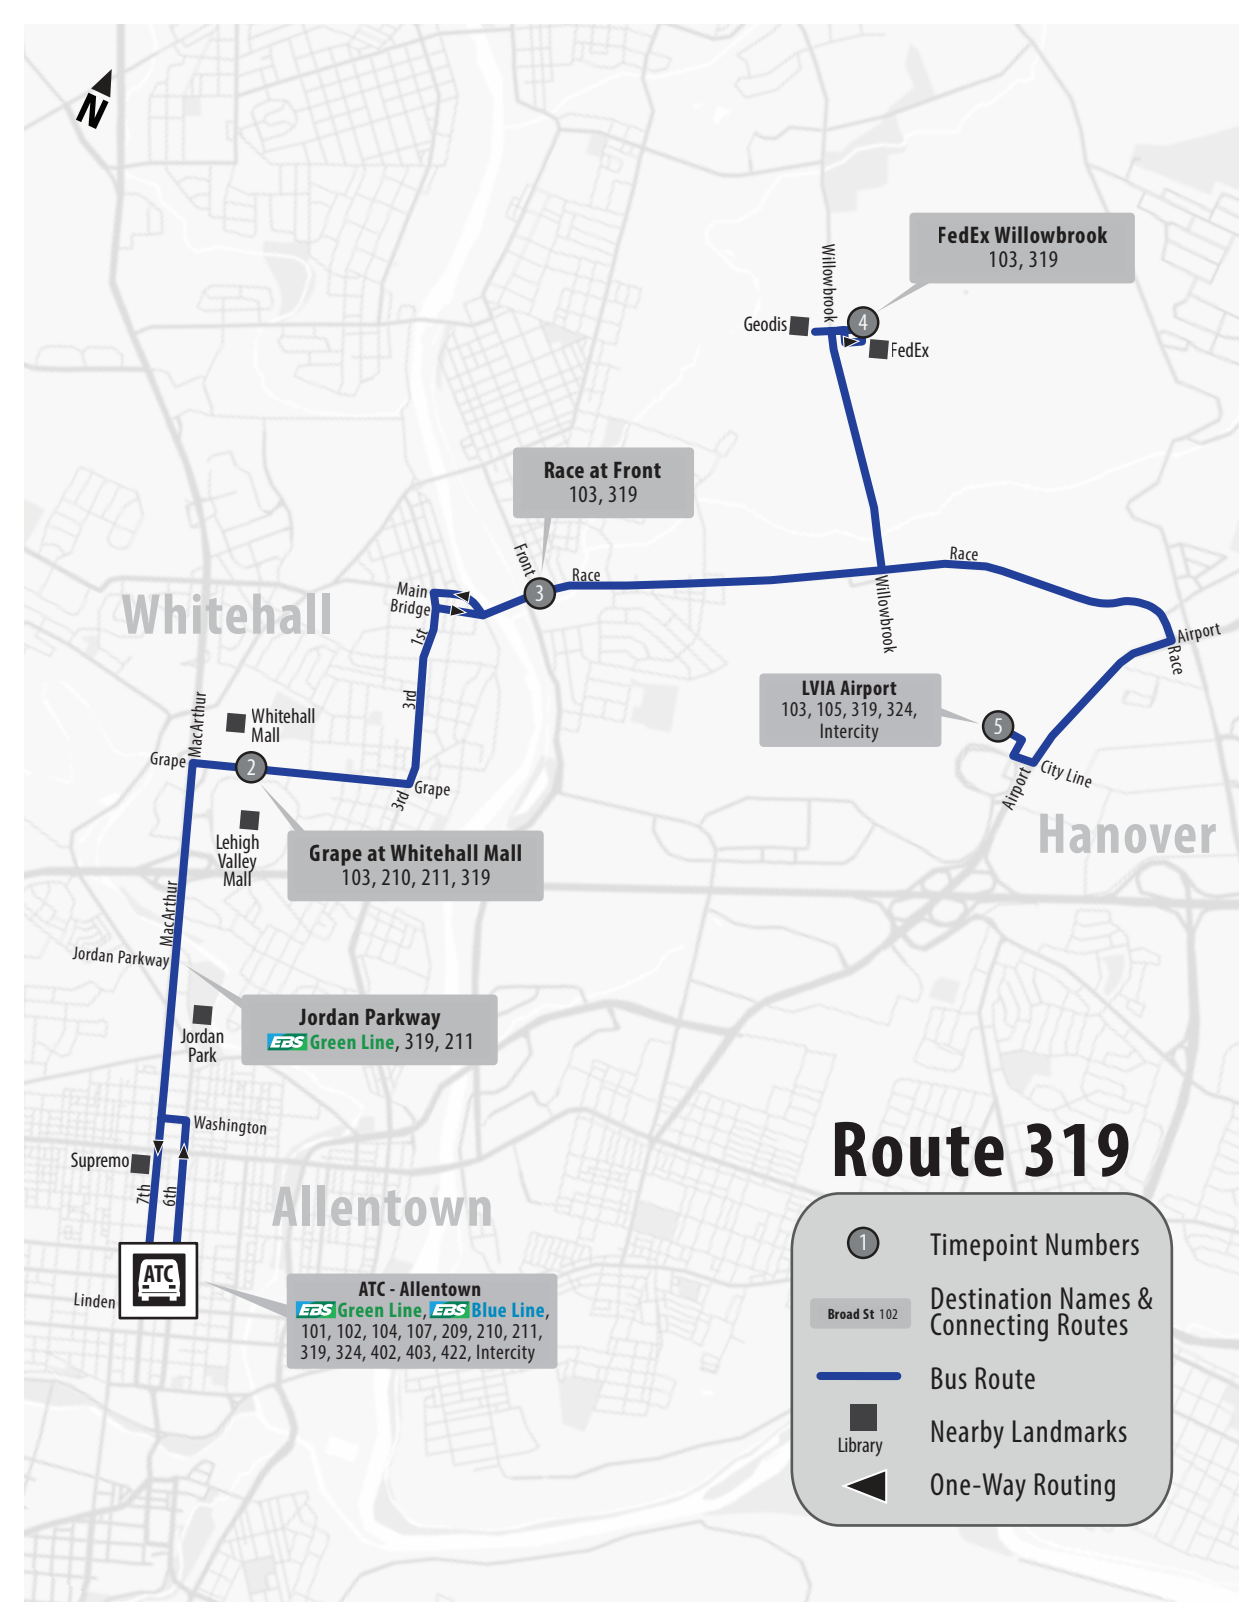 N
FedEx Willowbrook
103, 319
Willowbrook
4
Geodis
FedEx
Race at Front
103, 319
Front
3
Race
Race
Main
Bridge
1st
Whitehall
Willowbrook
Airport
Race
LVIA Airport
103, 105, 319, 324,
Intercity
5
3rd
MacArthur
Whitehall
Mall
Grape
2
Grape
3rd
City Line
Airport
Hanover
Lehigh
Valley
Mall
Grape at Whitehall Mall
103, 210, 211, 319
MacArthur
Jordan Parkway
Jordan Parkway
EBS Green Line, 319, 211
Jordan
Park
Washington
Supremo
7th
6th
Allentown
ATC
Linden
ATC - Allentown
EBS Green Line, EBS Blue Line,
101, 102, 104, 107, 209, 210, 211,
319, 324, 402, 403, 422, Intercity
Route 319
1
Timepoint Numbers
Broad St 102
Destination Names &
Connecting Routes
Bus Route
Library
Nearby Landmarks
One-Way Routing